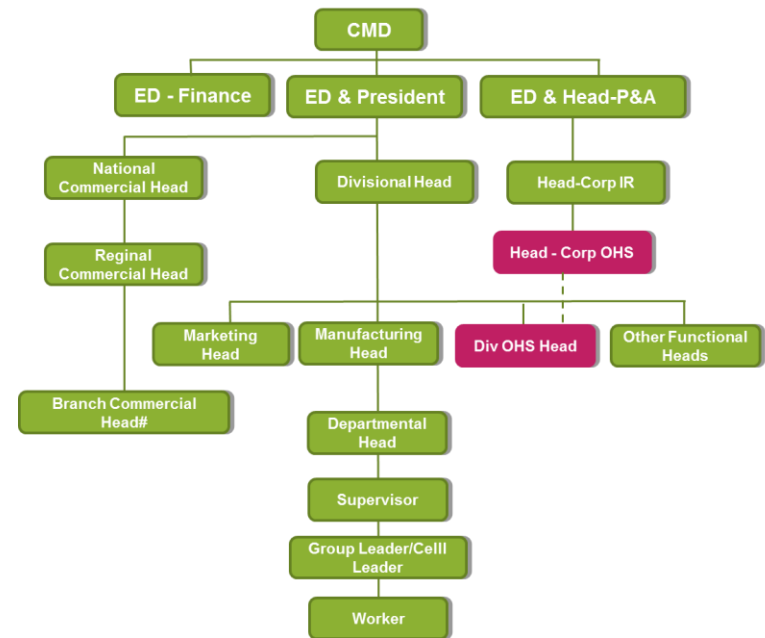 CMD
ED - Finance
ED & President
ED & Head-P&A
National
Commercial Head
Divisional Head
Head-Corp IR
Reginal
Commercial Head
Head - Corp OHS
Marketing
Head
Manufacturing
Head
Div OHS Head
Other Functional
Heads
Branch Commercial
Head#
Departmental
Head
Supervisor
Group Leader/Celll
Leader
Worker